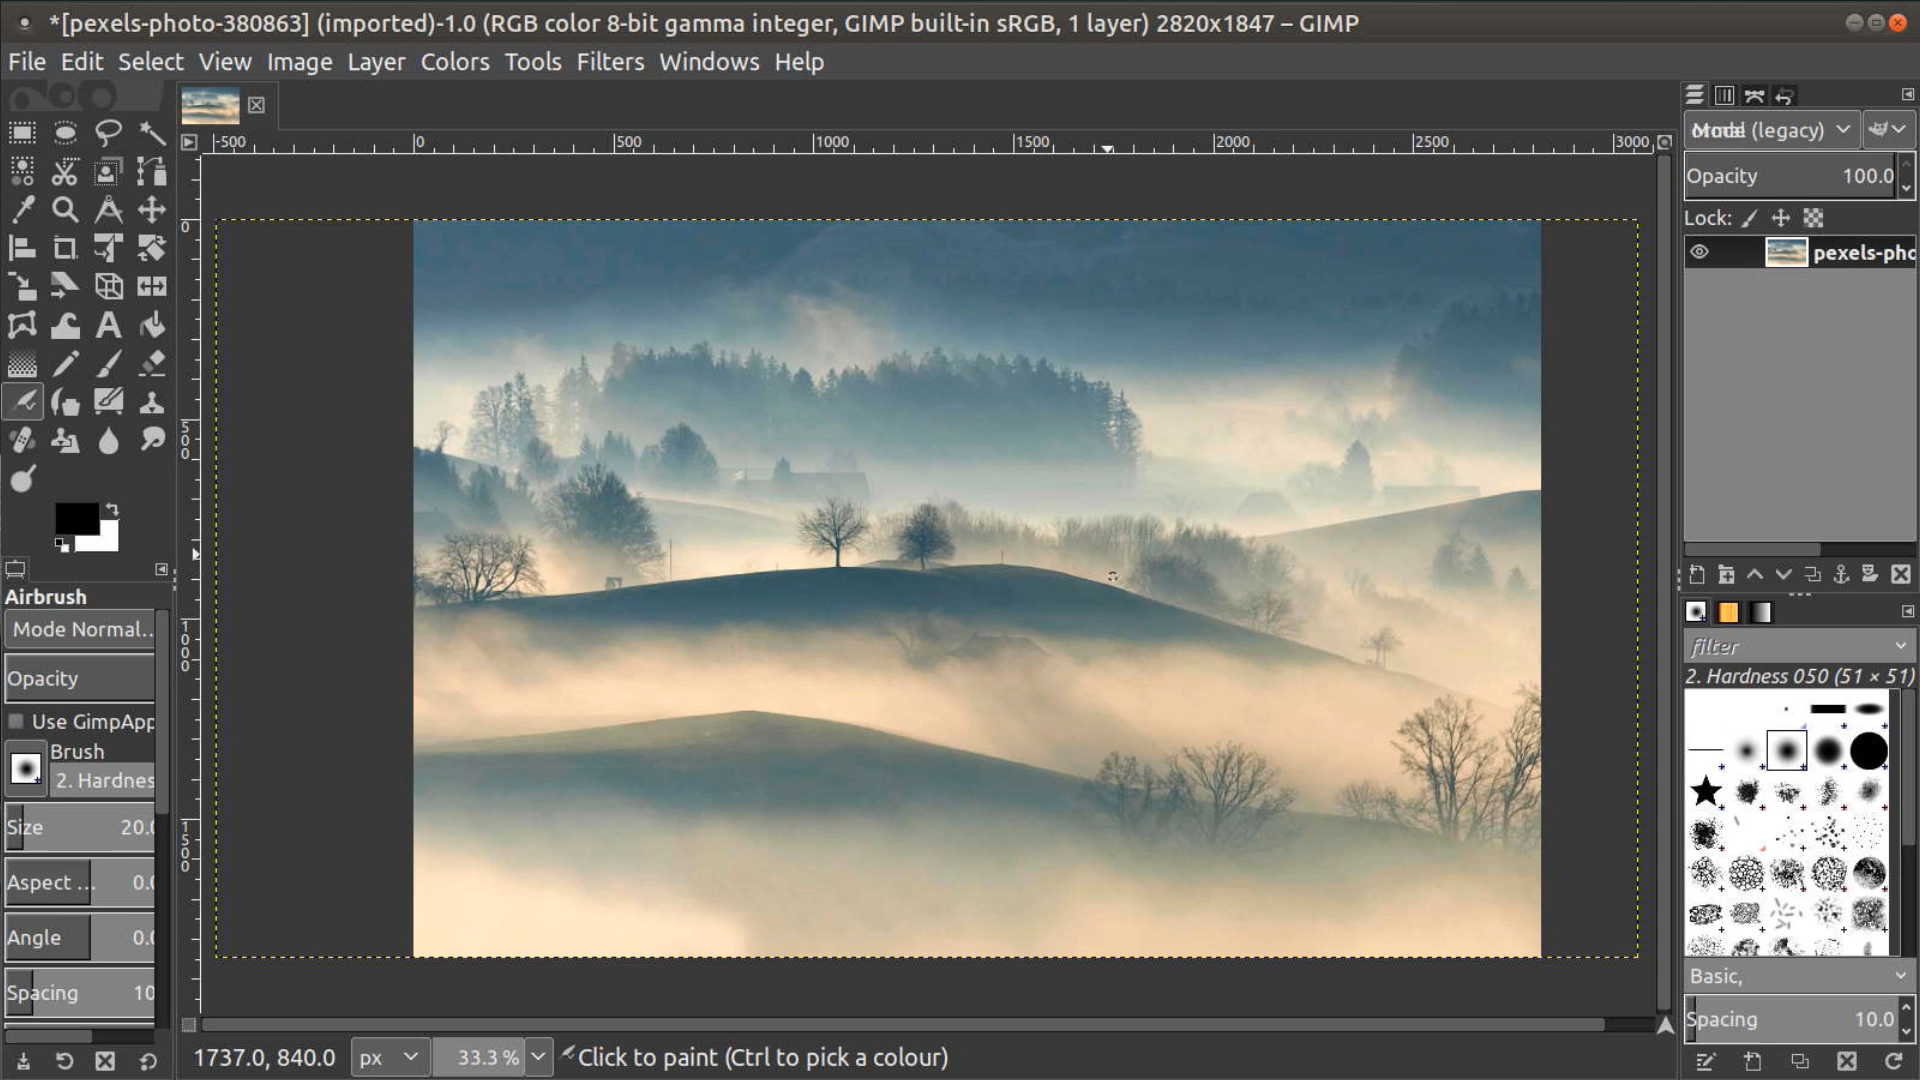 *[pexels-photo-380863] (imported)-1.0 (RGB color 8-bit gamma integer, GIMP built-in sRGB, 1 layer) 2820x1847 – GIMP
File Edit Select View Image Layer Colors Tools Filters Windows Help
-500 0 500 1000 1500 2000 2500 3000
(legacy)
Opacity 100.0
Lock:
pexels-pho
0
500
1000
1500
Airbrush
Mode Normal...
Opacity
Use GimpApp
Brush
2. Hardnes
Size 20.0
Aspect ... 0.0
Angle 0.0
Spacing 10
filter
2. Hardness 050 (51 × 51)
Basic,
Spacing 10.0
1737.0, 840.0 px 33.3 % Click to paint (Ctrl to pick a colour)